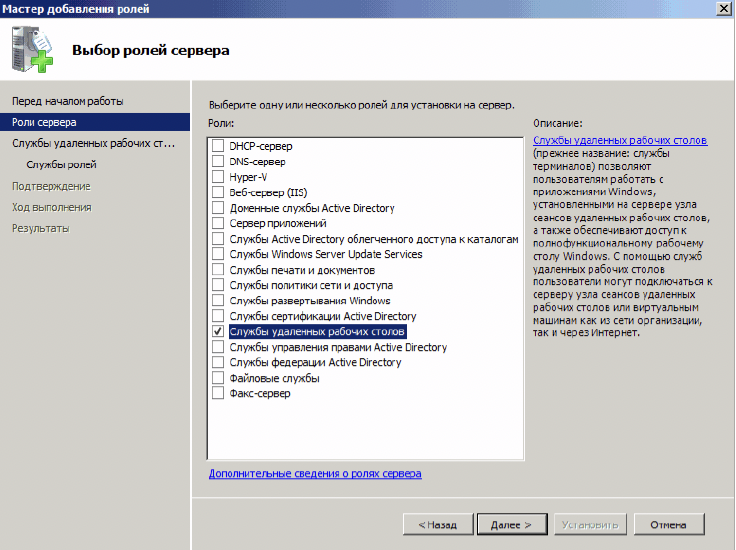 Мастер добавления ролей
Выбор ролей сервера
Перед началом работы
Роли сервера
Службы удаленных рабочих ст...
Службы ролей
Подтверждение
Ход выполнения
Результаты
Выберите одну или несколько ролей для установки на сервер.
Роли:
DHCP-сервер
DNS-сервер
Hyper-V
Веб-сервер (IIS)
Доменные службы Active Directory
Сервер приложений
Службы Active Directory облегченного доступа к каталогам
Службы Windows Server Update Services
Службы печати и документов
Службы политики сети и доступа
Службы развертывания Windows
Службы сертификации Active Directory
Службы удаленных рабочих столов
Службы управления правами Active Directory
Службы федерации Active Directory
Файловые службы
Факс-сервер
Дополнительные сведения о ролях сервера
Описание:
Службы удаленных рабочих столов
(прежнее название: службы
терминалов) позволяют
пользователям работать с
приложениями Windows,
установленными на сервере узла
сеансов удаленных рабочих столов,
а также обеспечивают доступ к
полнофункциональному рабочему
столу Windows. С помощью служб
удаленных рабочих столов
пользователи могут подключаться к
серверу узла сеансов удаленных
рабочих столов или виртуальным
машинам как из сети организации,
так и через Интернет.
< Назад
Далее >
Установить
Отмена